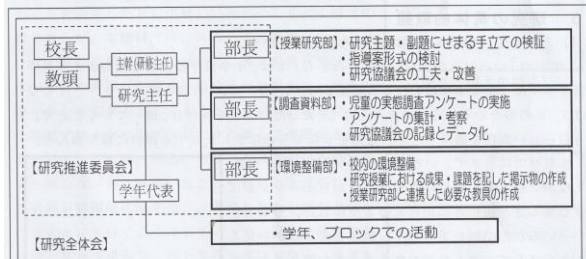 校長
教頭
主幹(研修主任)
研究主任
部長
【授業研究部】・研究主題・副題にせまる手立ての検証
・指導案形式の検討
・研究協議会の工夫・改善
部長
【調査資料部】・児童の実態調査アンケートの実施
・アンケートの集計・考察
・研究協議会の記録とデータ化
部長
【環境整備部】・校内の環境整備
・研究授業における成果・課題を記した掲示物の作成
・授業研究部と連携した必要な教具の作成
【研究推進委員会】
学年代表
・学年、ブロックでの活動
【研究全体会】